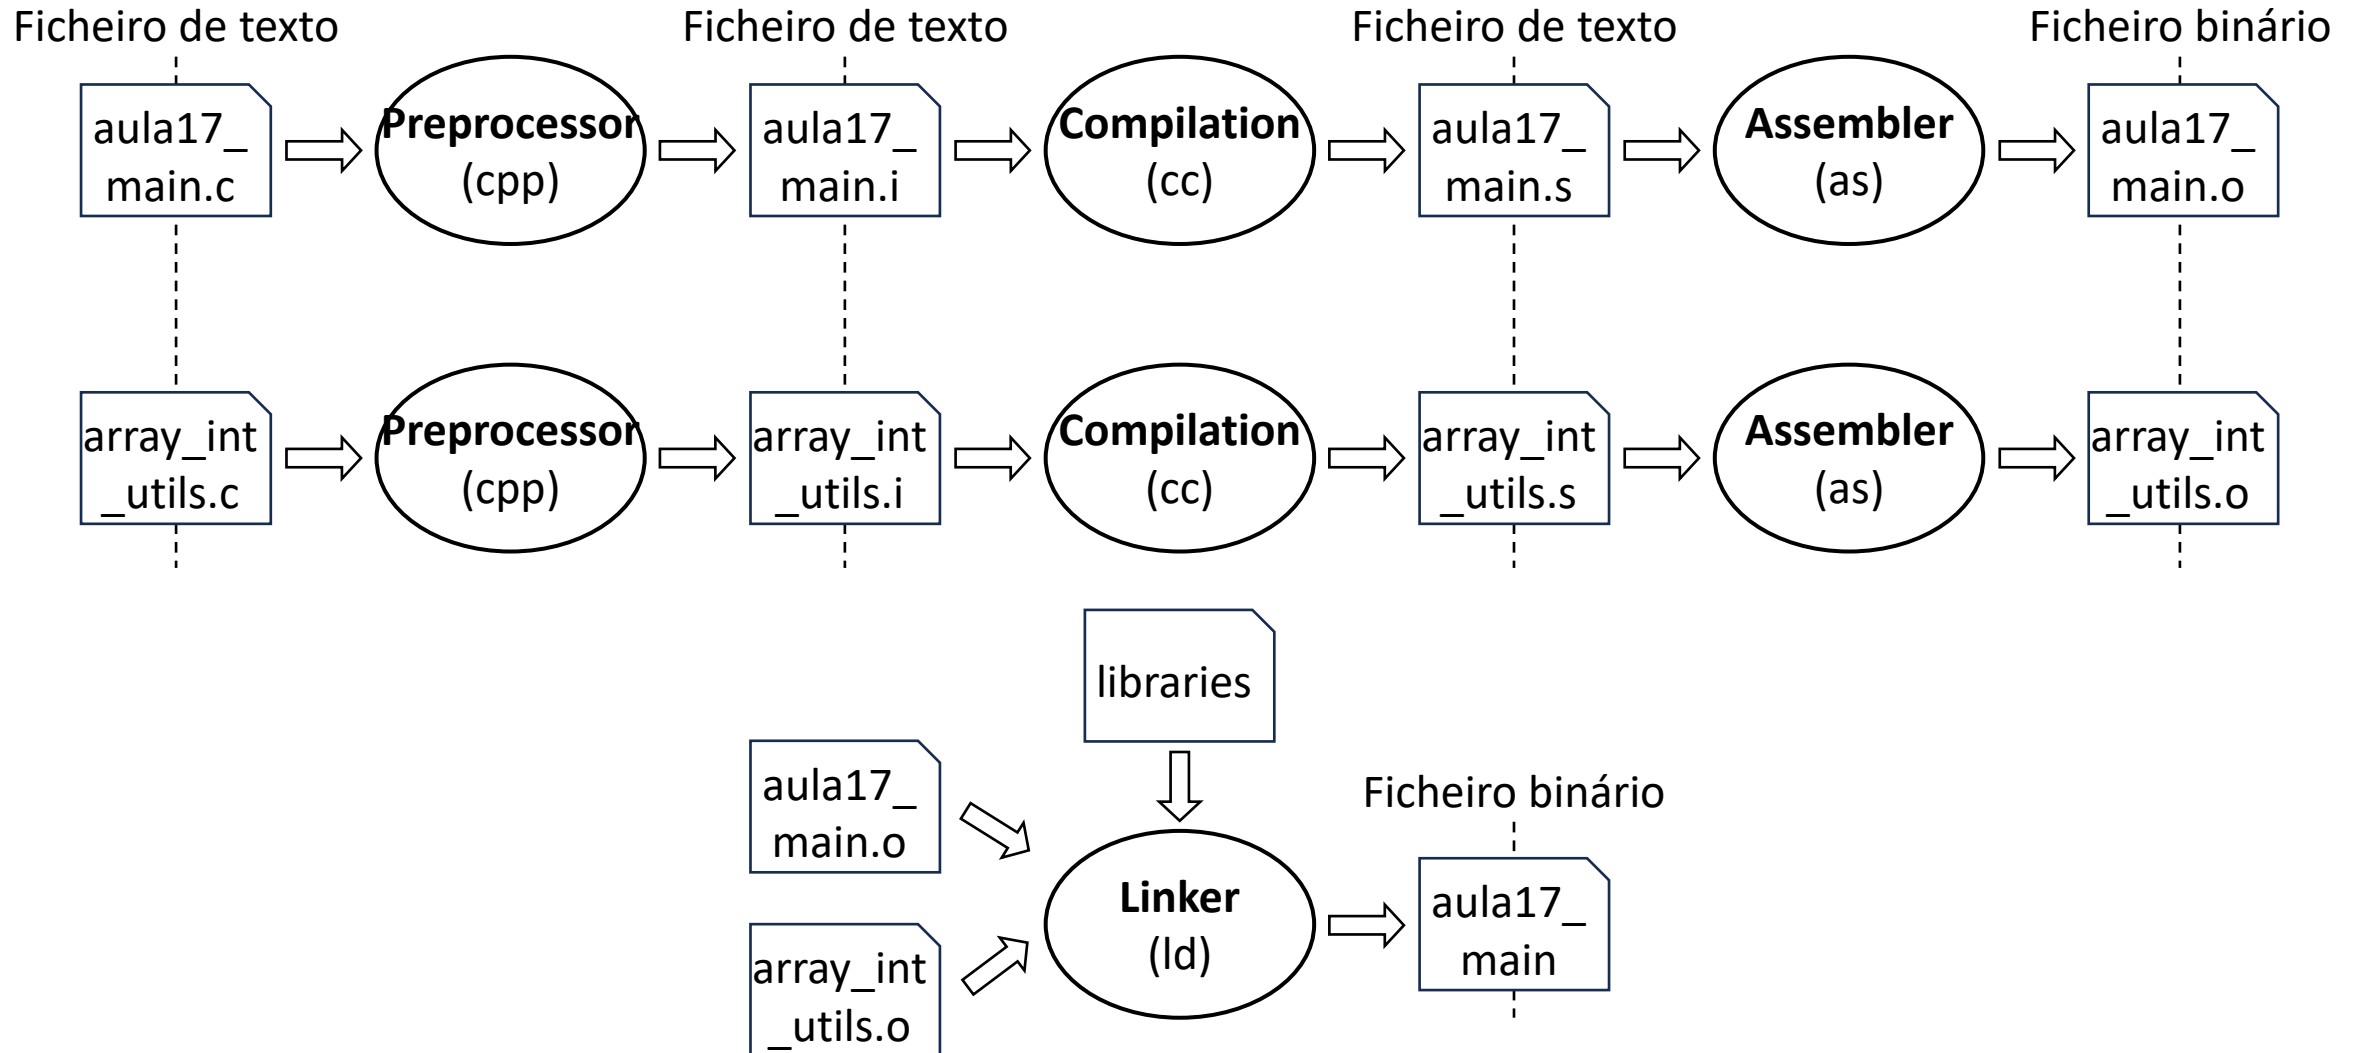 Ficheiro de texto
Ficheiro de texto
Ficheiro de texto
Ficheiro binário
aula17_
main.c
Preprocessor
(cpp)
aula17_
main.i
Compilation
(cc)
aula17_
main.s
Assembler
(as)
aula17_
main.o
array_int
_utils.c
Preprocessor
(cpp)
array_int
_utils.i
Compilation
(cc)
array_int
_utils.s
Assembler
(as)
array_int
_utils.o
libraries
aula17_
main.o
array_int
_utils.o
Linker
(ld)
Ficheiro binário
aula17_
main